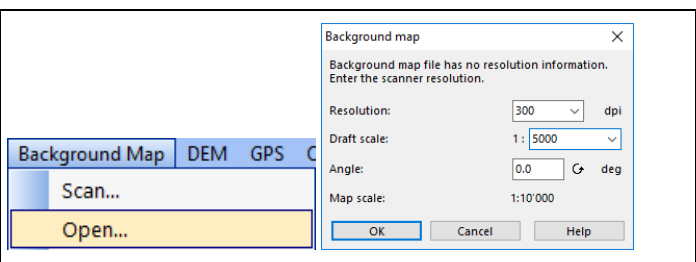 Background Map DEM GPS
Scan...
Open...
Background map
Background map file has no resolution information.
Enter the scanner resolution.
Resolution: 300 dpi
Draft scale: 1 : 5000
Angle: 0.0 deg
Map scale: 1:10'000
OK Cancel Help